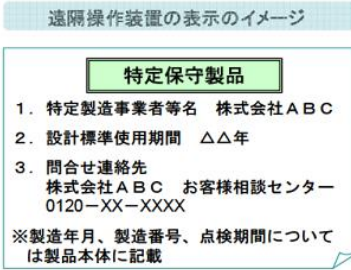 遠隔操作装置の表示のイメージ
特定保守製品
1．特定製造事業者等名　株式会社ABC
2．設計標準使用期間　△△年
3．問合せ連絡先
株式会社ABC　お客様相談センター
0120－XX－XXXX
※製造年月、製造番号、点検期間について
は製品本体に記載